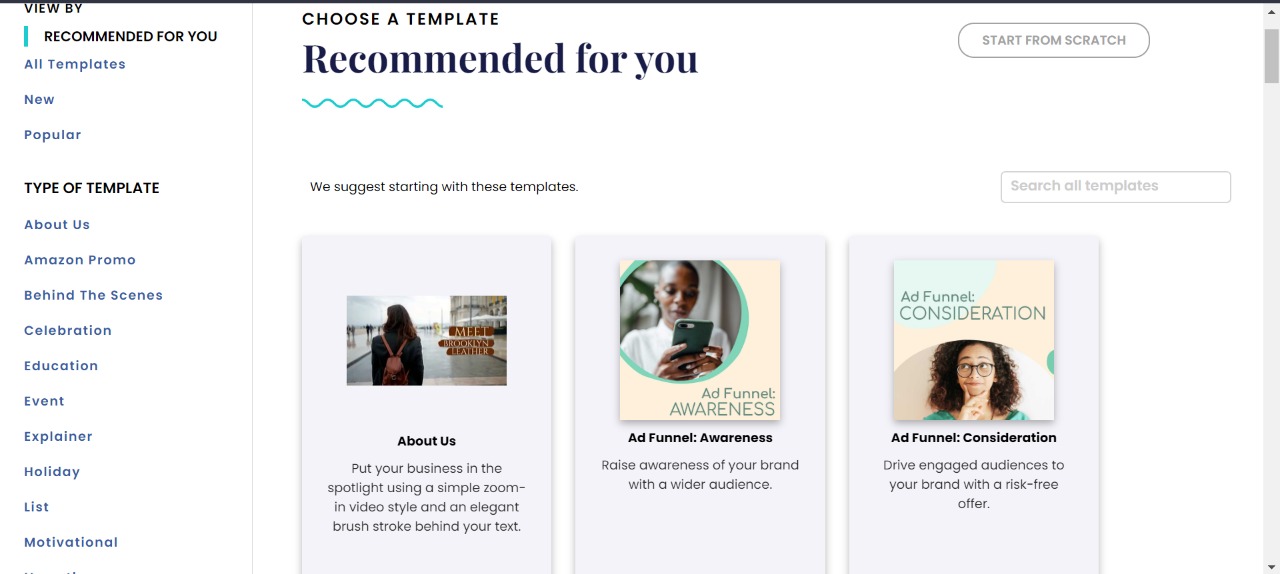 VIEW BY
RECOMMENDED FOR YOU
All Templates
New
Popular
TYPE OF TEMPLATE
About Us
Amazon Promo
Behind The Scenes
Celebration
Education
Event
Explainer
Holiday
List
Motivational
CHOOSE A TEMPLATE
Recommended for you
START FROM SCRATCH
We suggest starting with these templates.
Search all templates
MEET
BROOKLYN
LEATHER
About Us
Put your business in the
spotlight using a simple zoom-
in video style and an elegant
brush stroke behind your text.
Ad Funnel:
AWARENESS
Ad Funnel: Awareness
Raise awareness of your brand
with a wider audience.
Ad Funnel:
CONSIDERATION
Ad Funnel: Consideration
Drive engaged audiences to
your brand with a risk-free
offer.